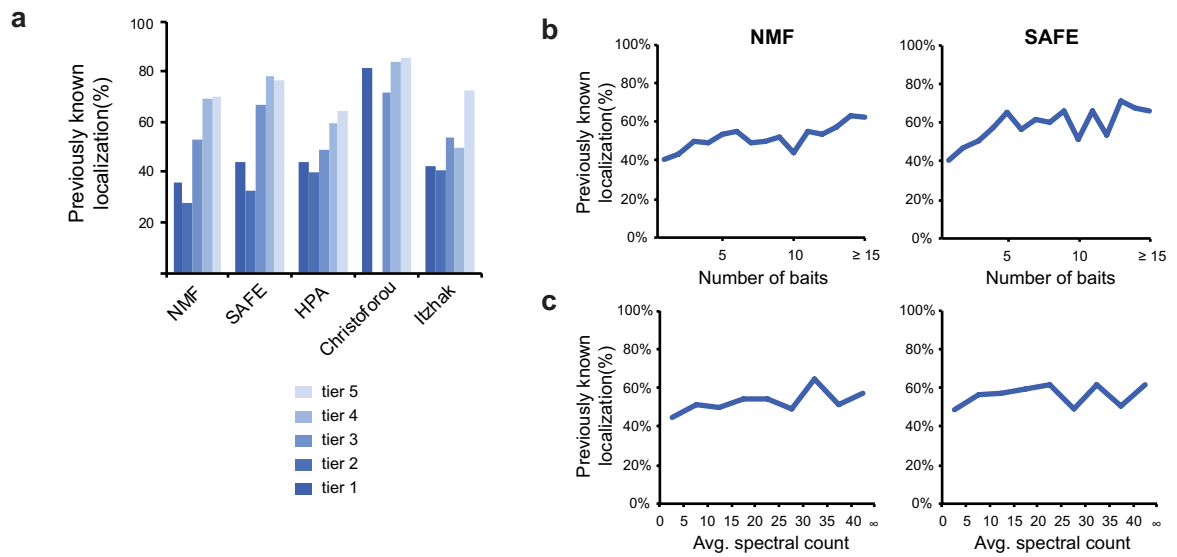 a
100
80
60
40
20
Previously known
localization(%)
NMF
SAFE
HPA
Christoforou
Itzhak
tier 5
tier 4
tier 3
tier 2
tier 1
b
NMF
100%
80%
60%
40%
20%
0%
Previously known
localization(%)
5
10
≥ 15
Number of baits
SAFE
100%
80%
60%
40%
20%
0%
5
10
≥ 15
Number of baits
c
100%
80%
60%
40%
20%
0%
Previously known
localization(%)
0 5 10 15 20 25 30 35 40 ∞
Avg. spectral count
100%
80%
60%
40%
20%
0%
0 5 10 15 20 25 30 35 40 ∞
Avg. spectral count